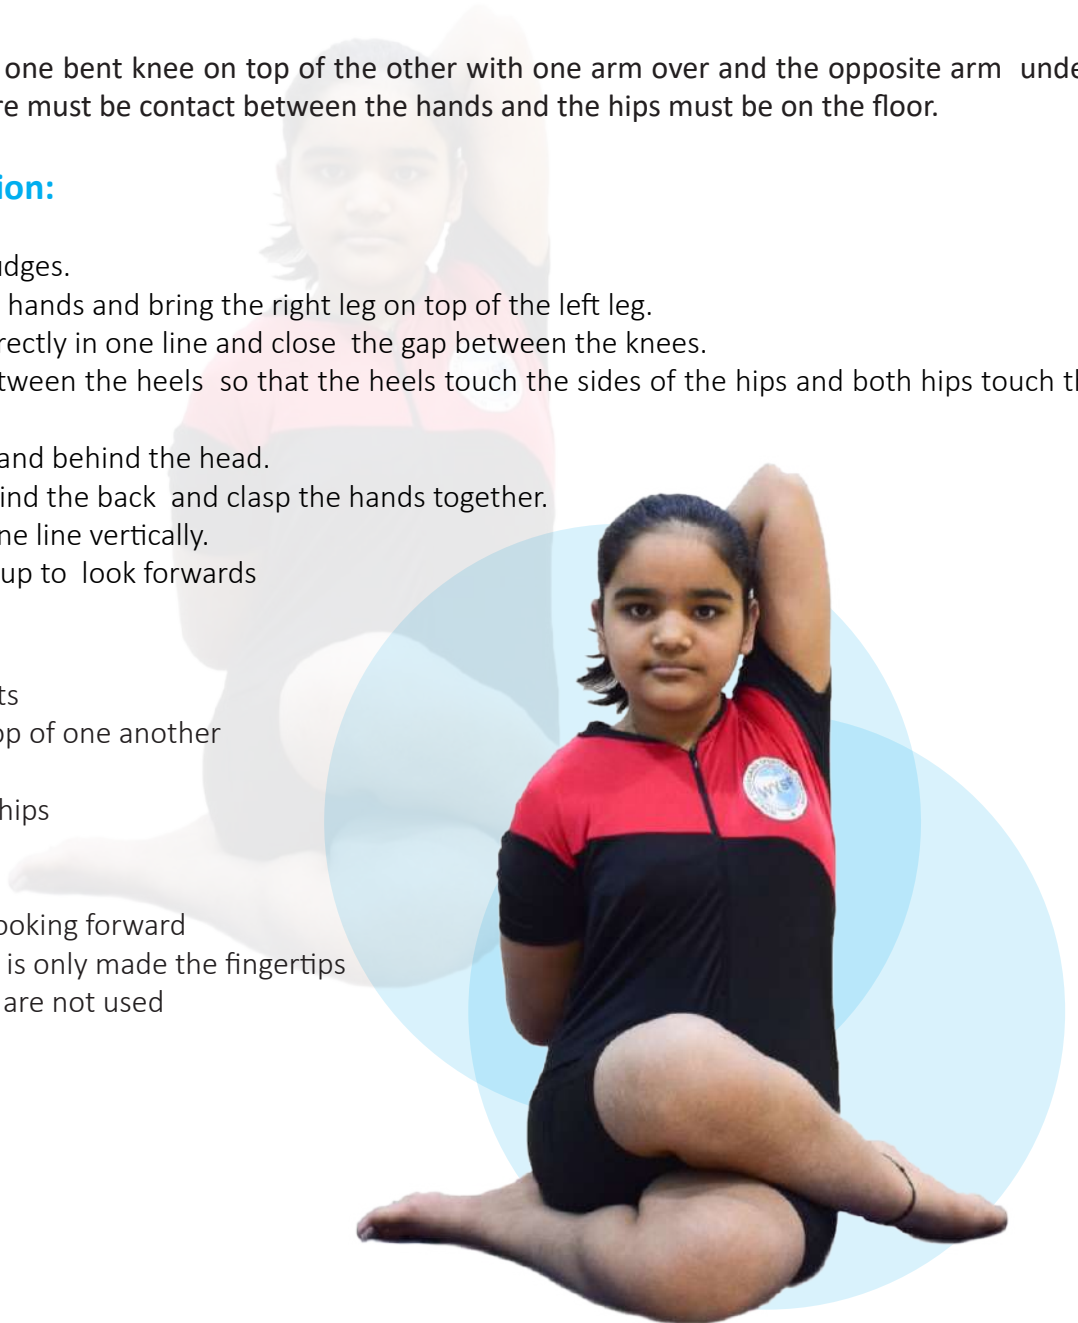 one bent knee on top of the other with one arm over and the opposite arm unde
re must be contact between the hands and the hips must be on the floor.
ion:
udges.
hands and bring the right leg on top of the left leg.
rectly in one line and close the gap between the knees.
tween the heels so that the heels touch the sides of the hips and both hips touch th
and behind the head.
ind the back and clasp the hands together.
ne line vertically.
up to look forwards
ts
op of one another
hips
ooking forward
is only made the fingertips
are not used
WYSF